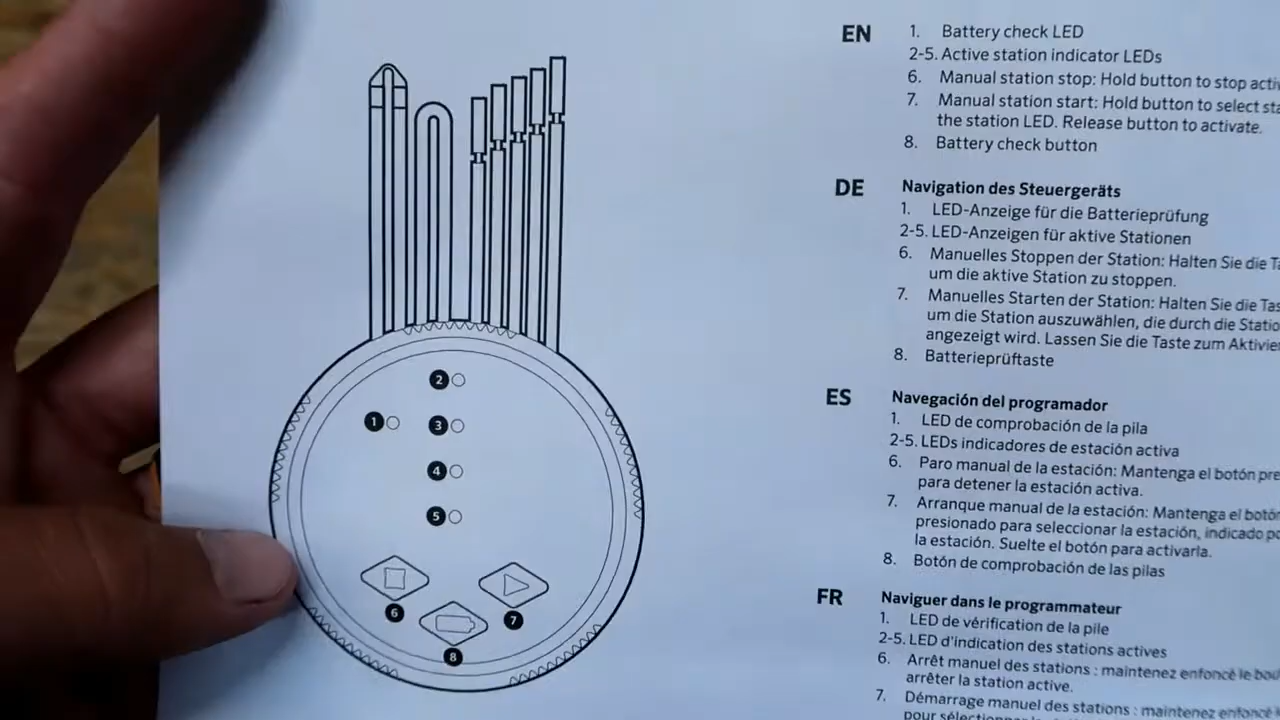 EN
1. Battery check LED
2-5. Active station indicator LEDs
6. Manual station stop: Hold button to stop
7. Manual station start: Hold button to select
the station LED. Release button to activate.
8. Battery check button
DE Navigation des Steuergeräts
1. LED-Anzeige für die Batterieprüfung
2-5. LED-Anzeigen für aktive Stationen
6. Manuelles Stoppen der Station: Halten Sie die
um die aktive Station zu stoppen.
7. Manuelles Starten der Station: Halten Sie die
um die Station auszuwählen, die durch die
angezeigt wird. Lassen Sie die Taste zum
8. Batterieprüftaste
ES Navegación del programador
1. LED de comprobación de la pila
2-5. LEDs indicadores de estación activa
6. Paro manual de la estación: Mantenga el botón
para detener la estación activa.
7. Arranque manual de la estación: Mantenga el botón
presionado para seleccionar la estación, indicado
la estación. Suelte el botón para activarla.
8. Botón de comprobación de las pilas
FR Naviguer dans le programmateur
1. LED de vérification de la pile
2-5. LED d'indication des stations actives
6. Arrêt manuel des stations : maintenez enfoncé le
arrêter la station active.
7. Démarrage manuel des stations : maintenez enfoncé
2
1
3
4
5
6
7
8